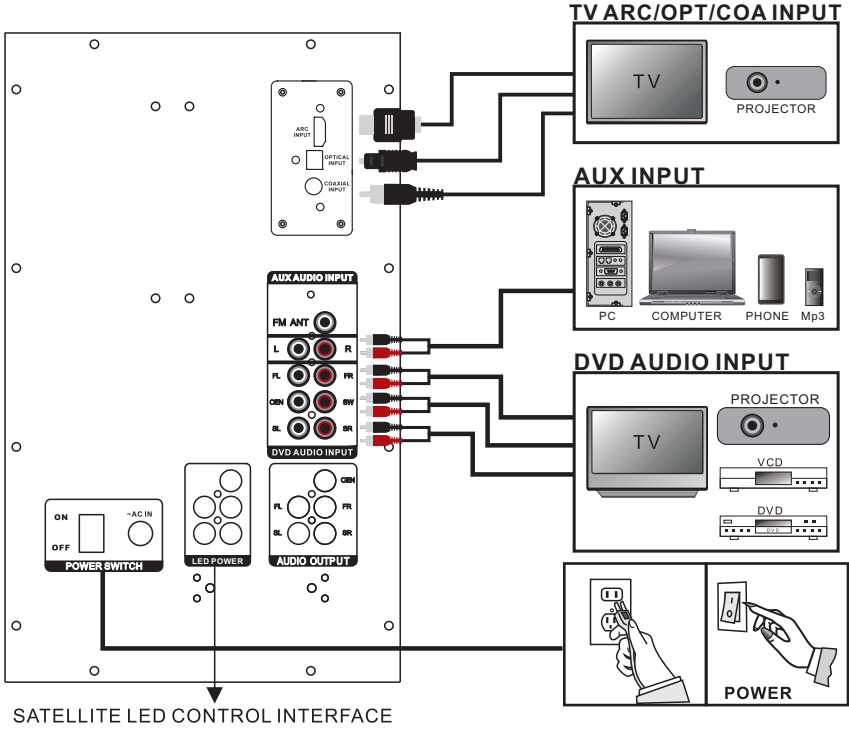 TV ARC/OPT/COA INPUT
TV
PROJECTOR
ARC
INPUT
OPTICAL
INPUT
COAXIAL
INPUT
AUX INPUT
PC
COMPUTER
PHONE
Mp3
AUX AUDIO INPUT
FM ANT
L
R
FL
FR
CEN
SW
SL
SR
DVD AUDIO INPUT
DVD AUDIO INPUT
TV
PROJECTOR
VCD
DVD
DVD
CEN
FL
FR
SL
SR
AUDIO OUTPUT
LED POWER
ON
OFF
~AC IN
POWER SWITCH
I
O
POWER
SATELLITE LED CONTROL INTERFACE